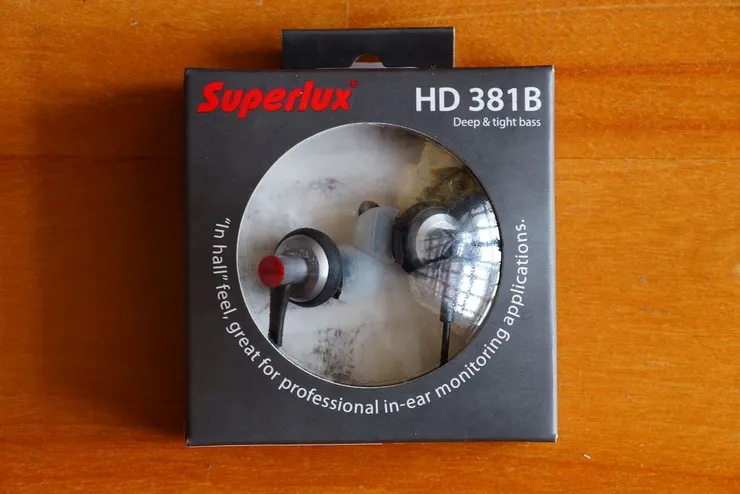 Superlux
HD 381B
Deep & tight bass
"In hall" feel, great for professional in-ear monitoring applications.